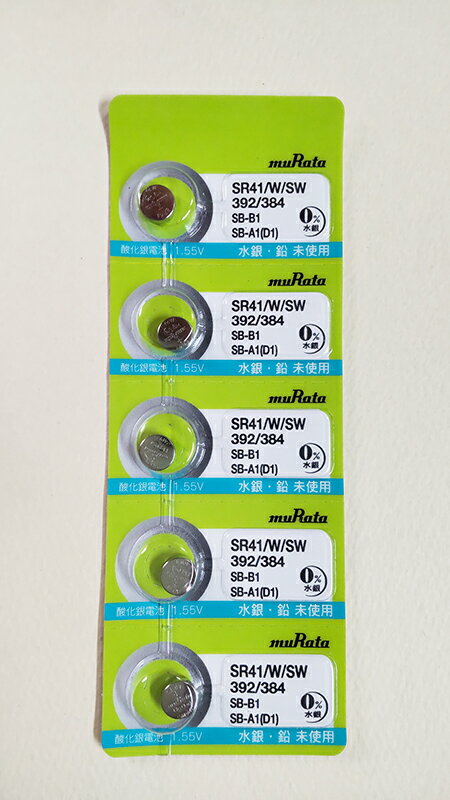 muRata
SR41/W/SW
392/384
SB-B1
SB-A1(D1)
0%
水銀
酸化銀電池 1.55V
水銀・鉛 未使用
muRata
SR41/W/SW
392/384
SB-B1
SB-A1(D1)
0%
水銀
酸化銀電池 1.55V
水銀・鉛 未使用
muRata
SR41/W/SW
392/384
SB-B1
SB-A1(D1)
0%
水銀
酸化銀電池 1.55V
水銀・鉛 未使用
muRata
SR41/W/SW
392/384
SB-B1
SB-A1(D1)
0%
水銀
酸化銀電池 1.55V
水銀・鉛 未使用
muRata
SR41/W/SW
392/384
SB-B1
SB-A1(D1)
0%
水銀
酸化銀電池 1.55V
水銀・鉛 未使用